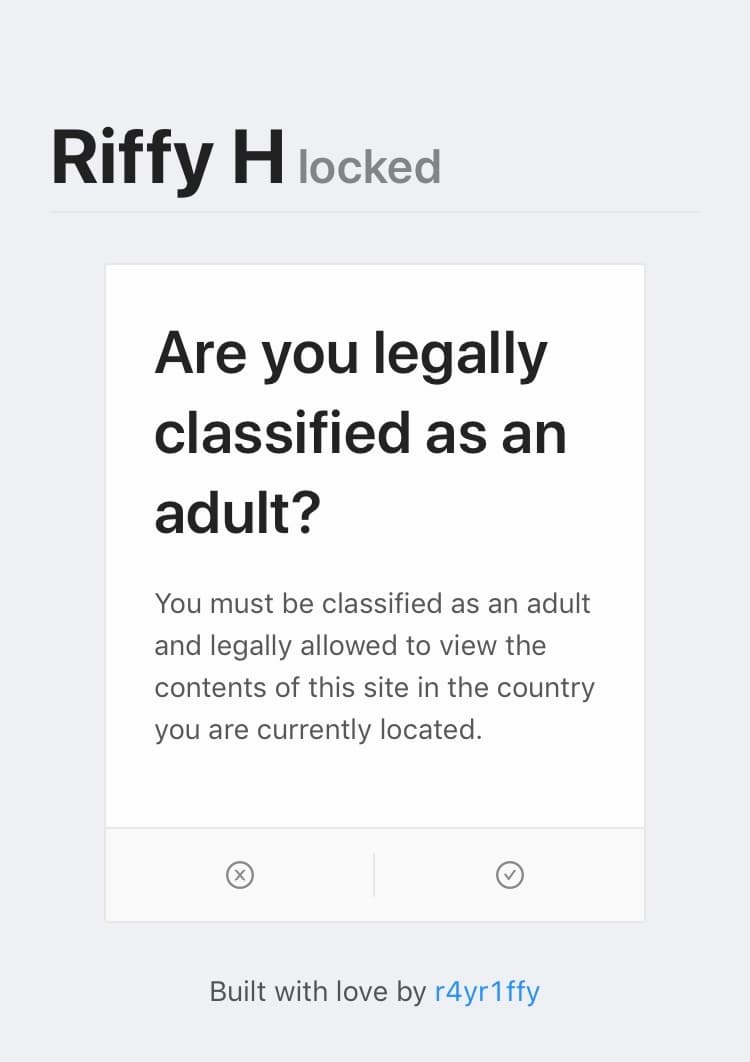 Riffy H locked
Are you legally
classified as an
adult?
You must be classified as an adult
and legally allowed to view the
contents of this site in the country
you are currently located.
Built with love by r4yr1ffy